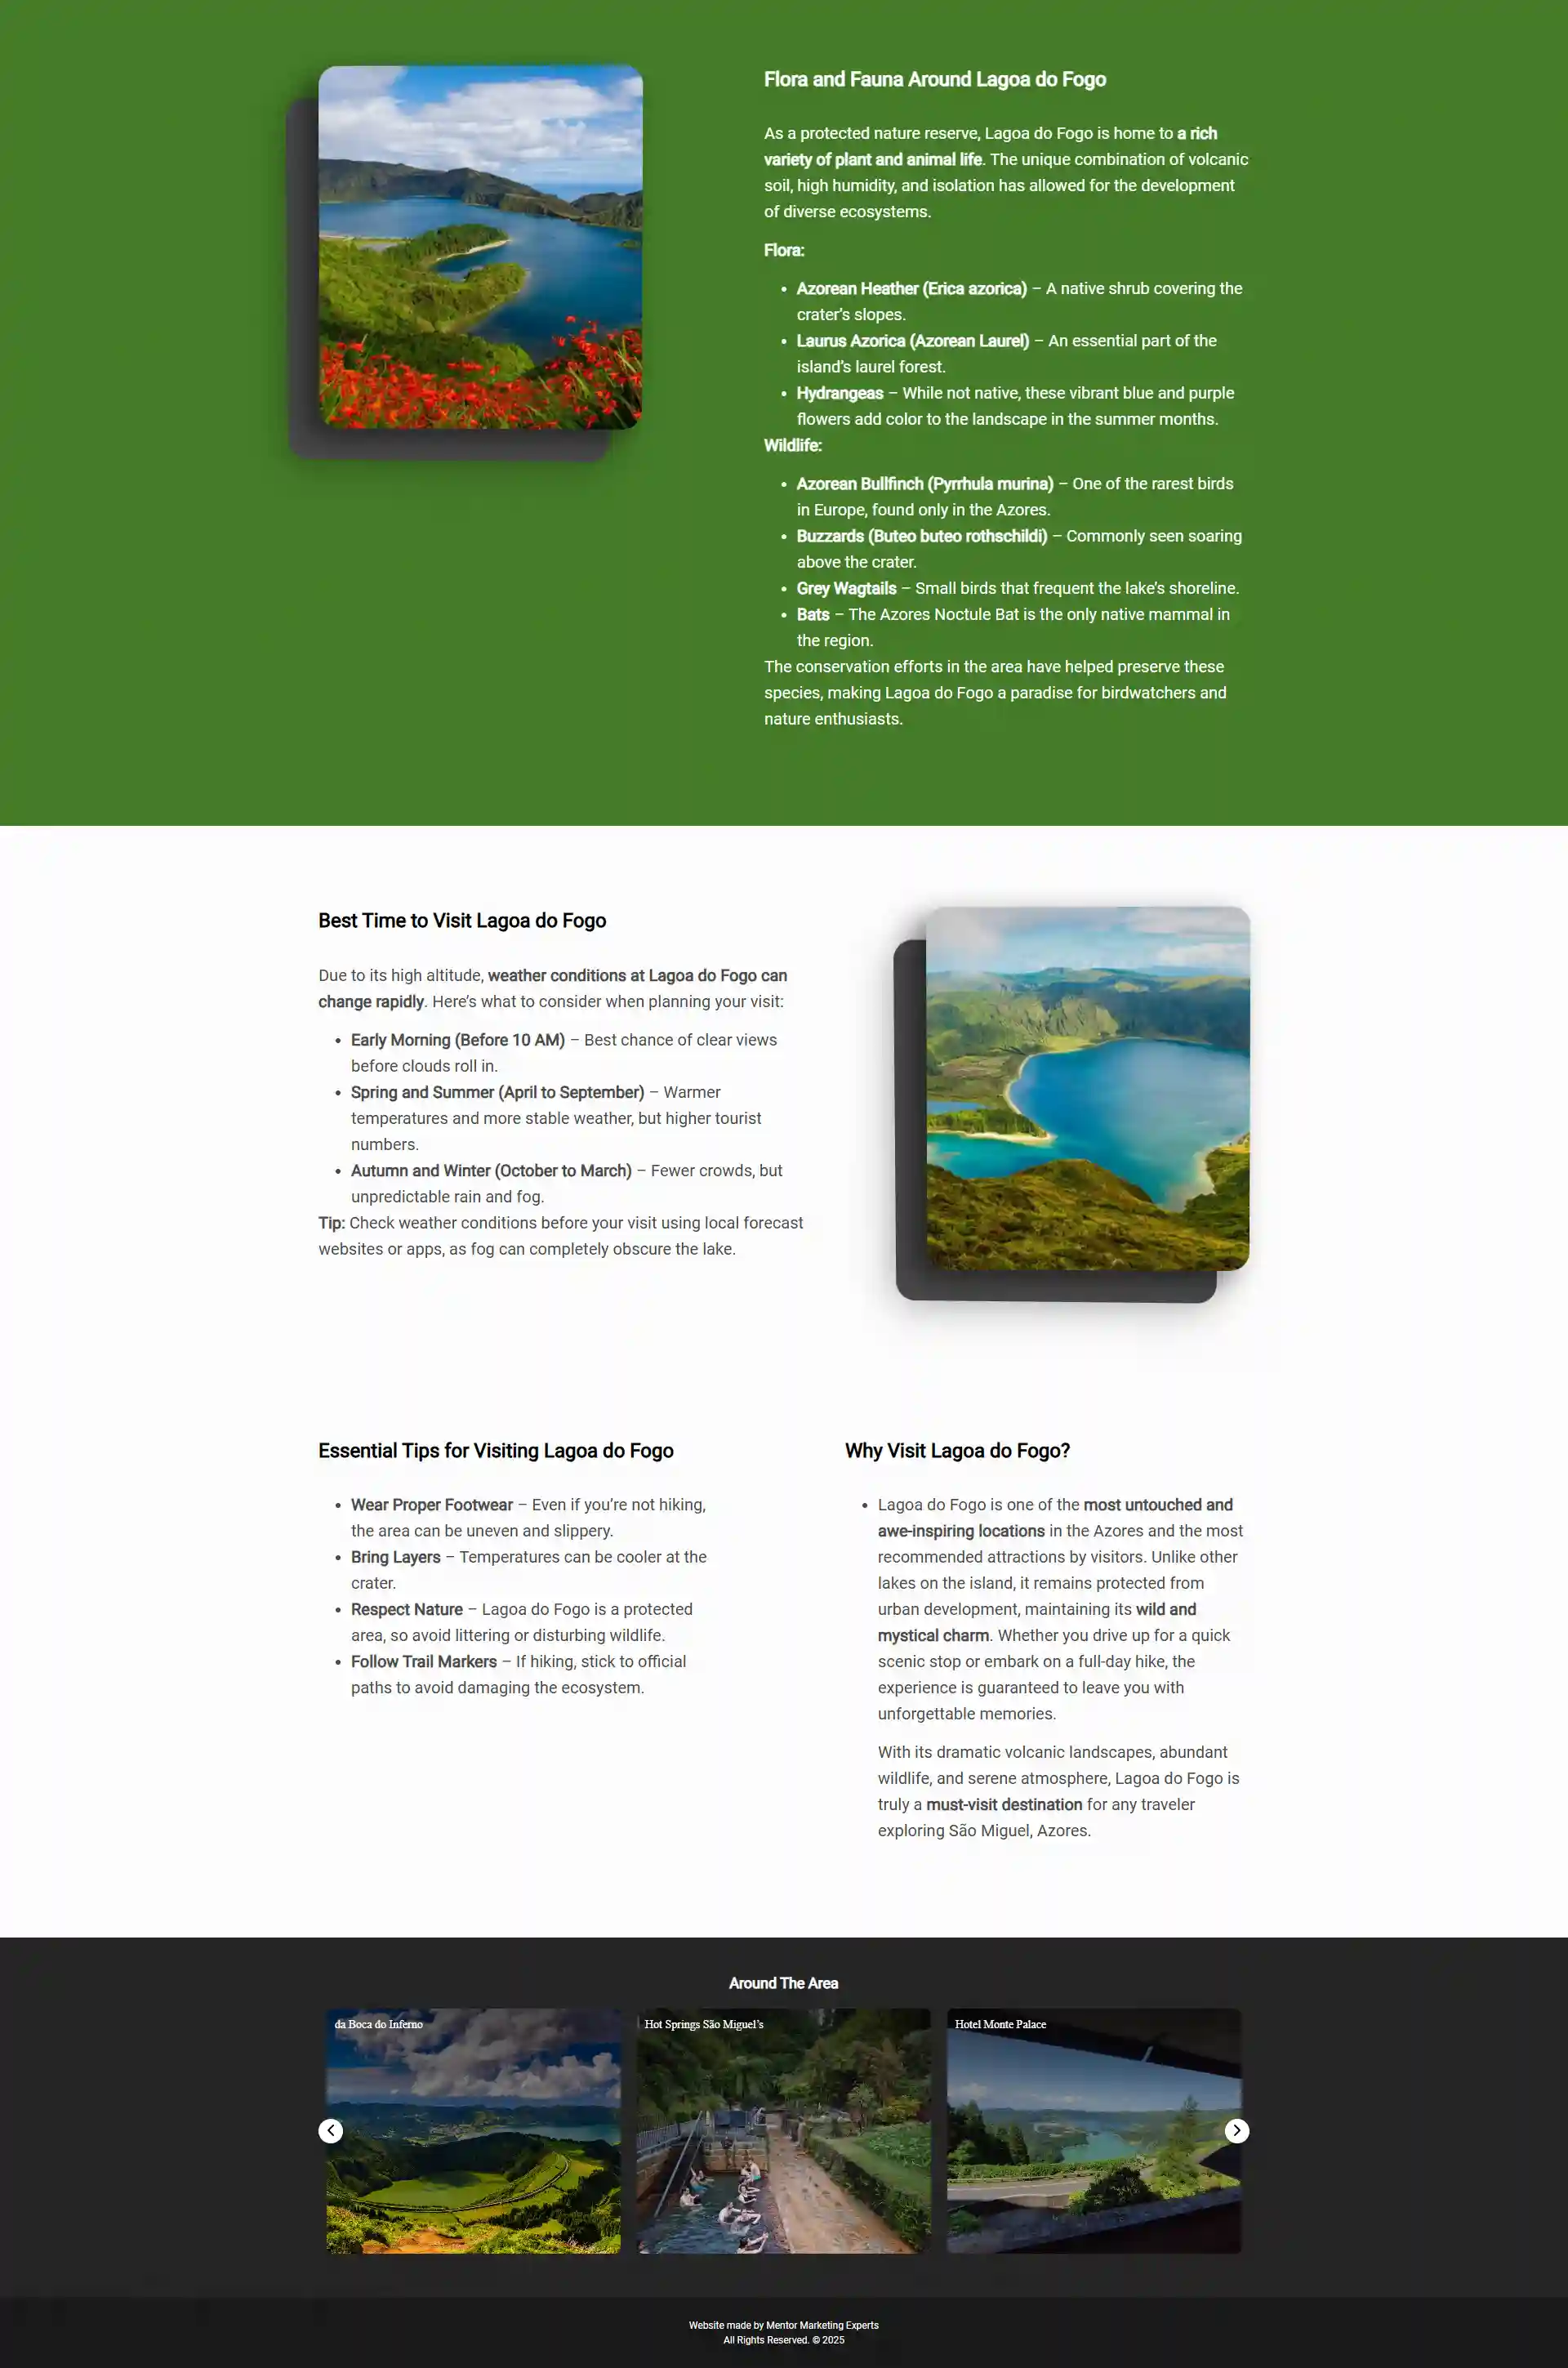 Flora and Fauna Around Lagoa do Fogo
As a protected nature reserve, Lagoa do Fogo is home to a rich
variety of plant and animal life. The unique combination of volcanic
soil, high humidity, and isolation has allowed for the development
of diverse ecosystems.
Flora:
• Azorean Heather (Erica azorica) – A native shrub covering the
crater's slopes.
• Laurus Azorica (Azorean Laurel) – An essential part of the
island's laurel forest.
• Hydrangeas – While not native, these vibrant blue and purple
flowers add color to the landscape in the summer months.
Wildlife:
• Azorean Bullfinch (Pyrrhula murina) – One of the rarest birds
in Europe, found only in the Azores.
• Buzzards (Buteo buteo rothschildi) – Commonly seen soaring
above the crater.
• Grey Wagtails – Small birds that frequent the lake's shoreline.
• Bats – The Azores Noctule Bat is the only native mammal in
the region.
The conservation efforts in the area have helped preserve these
species, making Lagoa do Fogo a paradise for birdwatchers and
nature enthusiasts.
Best Time to Visit Lagoa do Fogo
Due to its high altitude, weather conditions at Lagoa do Fogo can
change rapidly. Here's what to consider when planning your visit:
• Early Morning (Before 10 AM) – Best chance of clear views
before clouds roll in.
• Spring and Summer (April to September) – Warmer
temperatures and more stable weather, but higher tourist
numbers.
• Autumn and Winter (October to March) – Fewer crowds, but
unpredictable rain and fog.
Tip: Check weather conditions before your visit using local forecast
websites or apps, as fog can completely obscure the lake.
Essential Tips for Visiting Lagoa do Fogo
• Wear Proper Footwear – Even if you're not hiking,
the area can be uneven and slippery.
• Bring Layers – Temperatures can be cooler at the
crater.
• Respect Nature – Lagoa do Fogo is a protected
area, so avoid littering or disturbing wildlife.
• Follow Trail Markers – If hiking, stick to official
paths to avoid damaging the ecosystem.
Why Visit Lagoa do Fogo?
• Lagoa do Fogo is one of the most untouched and
awe-inspiring locations in the Azores and the most
recommended attractions by visitors. Unlike other
lakes on the island, it remains protected from
urban development, maintaining its wild and
mystical charm. Whether you drive up for a quick
scenic stop or embark on a full-day hike, the
experience is guaranteed to leave you with
unforgettable memories.
With its dramatic volcanic landscapes, abundant
wildlife, and serene atmosphere, Lagoa do Fogo is
truly a must-visit destination for any traveler
exploring São Miguel, Azores.
Around The Area
da Boca do Inferno
Hot Springs São Miguel's
Hotel Monte Palace
Website made by Mentor Marketing Experts
All Rights Reserved. © 2025